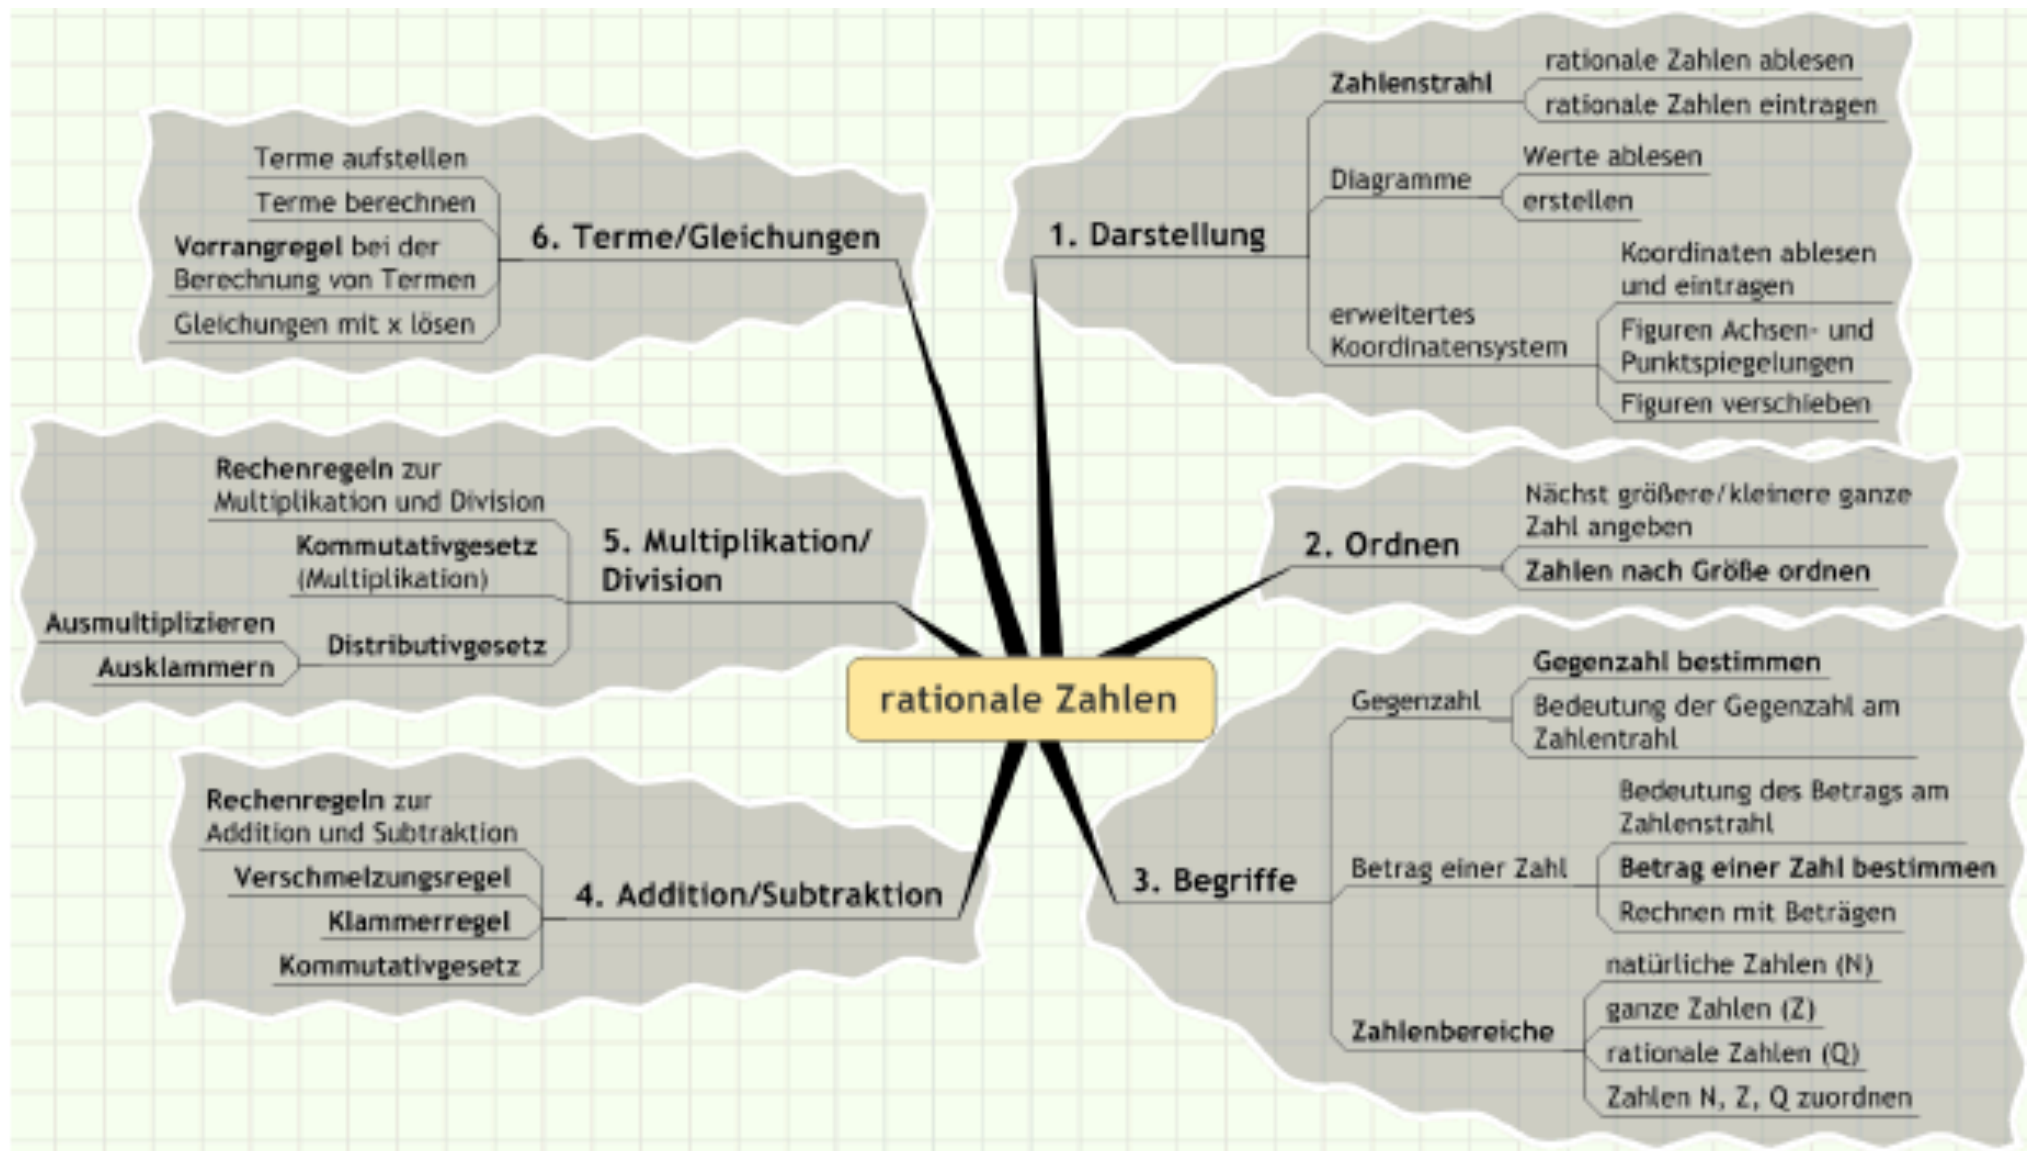 rationale Zahlen
1. Darstellung
Zahlenstrahl
rationale Zahlen ablesen
rationale Zahlen eintragen
Diagramme
Werte ablesen
erstellen
erweitertes
Koordinatensystem
Koordinaten ablesen
und eintragen
Figuren Achsen- und
Punktspiegelungen
Figuren verschieben
2. Ordnen
Nächst größere/kleinere ganze
Zahl angeben
Zahlen nach Größe ordnen
3. Begriffe
Gegenzahl
Gegenzahl bestimmen
Bedeutung der Gegenzahl am
Zahlentrahl
Betrag einer Zahl
Bedeutung des Betrags am
Zahlenstrahl
Betrag einer Zahl bestimmen
Rechnen mit Beträgen
Zahlenbereiche
natürliche Zahlen (N)
ganze Zahlen (Z)
rationale Zahlen (Q)
Zahlen N, Z, Q zuordnen
4. Addition/Subtraktion
Rechenregeln zur
Addition und Subtraktion
Verschmelzungsregel
Klammerregel
Kommutativgesetz
5. Multiplikation/
Division
Rechenregeln zur
Multiplikation und Division
Kommutativgesetz
(Multiplikation)
Distributivgesetz
Ausmultiplizieren
Ausklammern
6. Terme/Gleichungen
Terme aufstellen
Terme berechnen
Vorrangregel bei der
Berechnung von Termen
Gleichungen mit x lösen